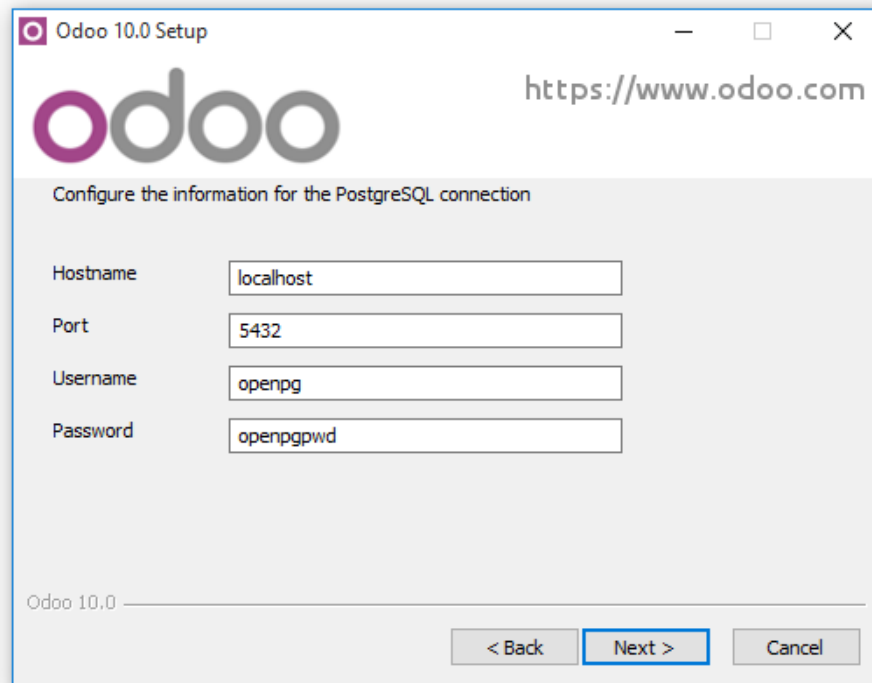 Odoo 10.0 Setup
odoo
https://www.odoo.com
Configure the information for the PostgreSQL connection
Hostname localhost
Port 5432
Username openpg
Password openpgpwd
Odoo 10.0
< Back Next > Cancel